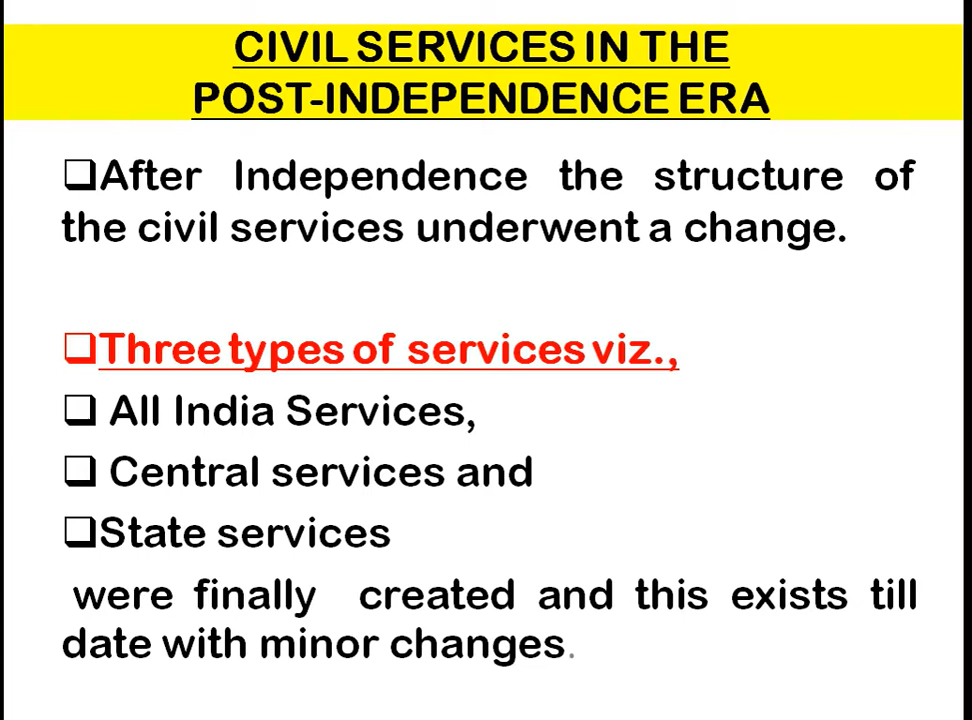 CIVIL SERVICES IN THE
POST-INDEPENDENCE ERA
❑After Independence the structure of
the civil services underwent a change.
❑Three types of services viz.,
❑ All India Services,
❑ Central services and
❑State services
were finally created and this exists till
date with minor changes.